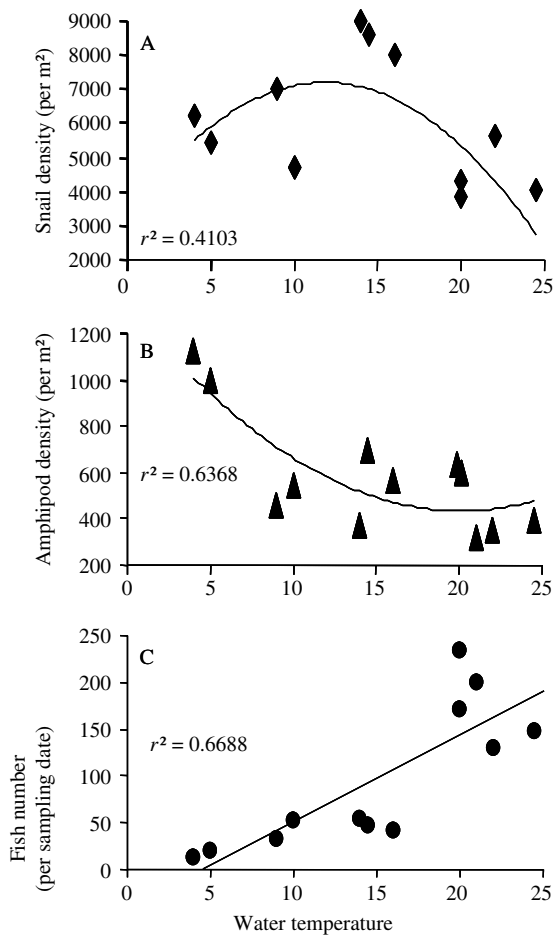 A
Snail density (per m²)
9000
8000
7000
6000
5000
4000
3000
2000
r² = 0.4103
0 5 10 15 20 25
B
Amphipod density (per m²)
1200
1000
800
600
400
200
r² = 0.6368
0 5 10 15 20 25
C
Fish number
(per sampling date)
250
200
150
100
50
0
r² = 0.6688
0 5 10 15 20 25
Water temperature